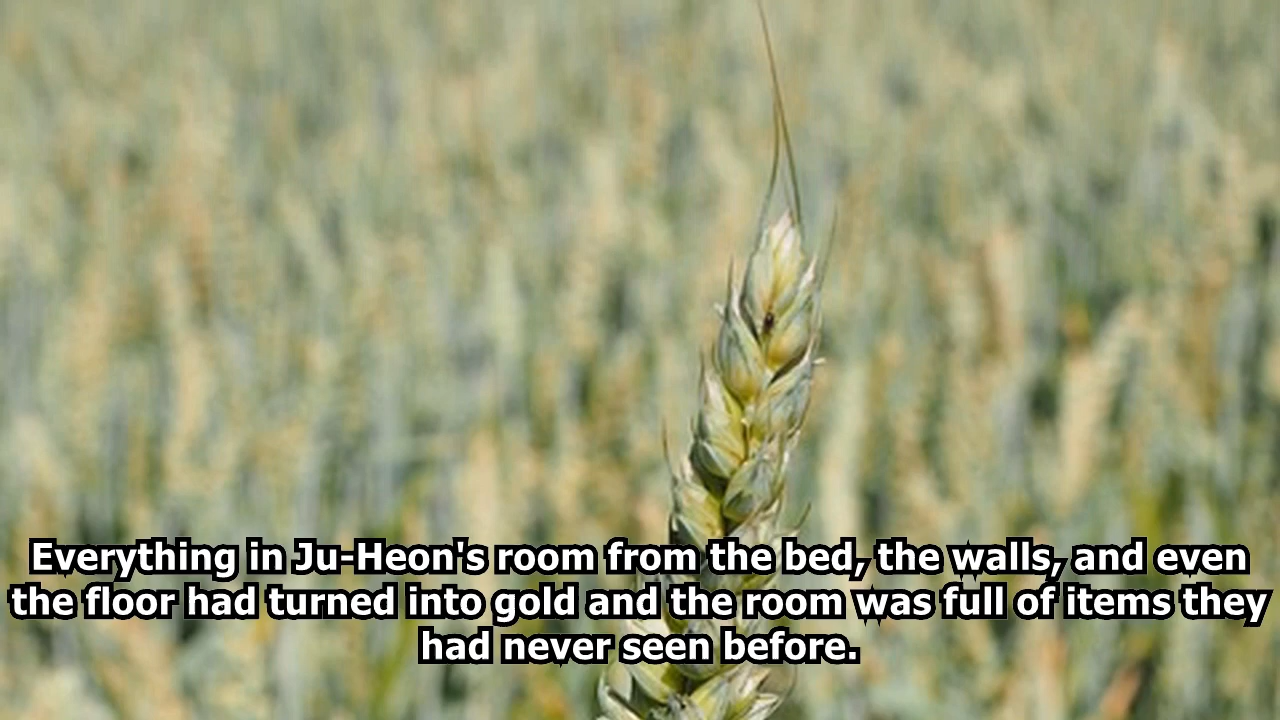 Everything in Ju-Heon's room from the bed, the walls, and even
the floor had turned into gold and the room was full of items they
had never seen before.